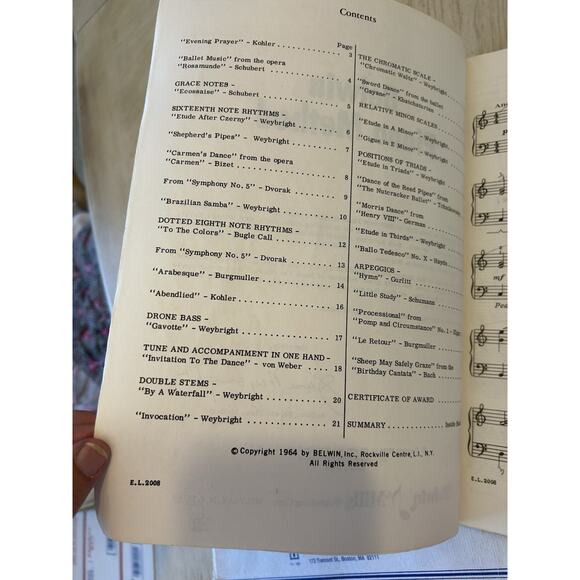 Contents
Page
"Evening Prayer" - Kohler . . . . . . . . . . . . 3
"Ballet Music" from the opera
"Rosamunde" - Schubert . . . . . . . . . . . . 4
GRACE NOTES -
"Ecossaise" - Schubert . . . . . . . . . . . . 5
SIXTEENTH NOTE RHYTHMS -
"Etude After Czerny" - Weybright . . . . . . 6
"Shepherd's Pipes" - Weybright . . . . . . . 7
"Carmen's Dance" from the opera
"Carmen" - Bizet . . . . . . . . . . . . 8
From "Symphony No. 5" - Dvorak . . . . . . . 9
"Brazilian Samba" - Weybright . . . . . . . . 10
DOTTED EIGHTH NOTE RHYTHMS -
"To The Colors" - Bugle Call . . . . . . . . 12
From "Symphony No. 5" - Dvorak . . . . . . . 13
"Arabesque" - Burgmuller . . . . . . . . . . 14
"Abendlied" - Kohler . . . . . . . . . . . . 16
DRONE BASS -
"Gavotte" - Weybright . . . . . . . . . . . . 17
TUNE AND ACCOMPANIMENT IN ONE HAND -
"Invitation To The Dance" - von Weber . . . 18
DOUBLE STEMS -
"By A Waterfall" - Weybright . . . . . . . . 20
"Invocation" - Weybright . . . . . . . . . . 21
THE CHROMATIC SCALE -
"Chromatic Waltz" - Weybright
"Sword Dance" from the ballet
"Gayane" - Khatchaturian
RELATIVE MINOR SCALES -
"Etude in A Minor" - Weybright
"Gigue in E Minor" - Weybright
POSITIONS OF TRIADS -
"Etude in Triads" - Weybright
"Dance of the Reed Pipes" from
"The Nutcracker Ballet" -
"Morris Dance" from
"Henry VIII" - German
"Etude in Thirds" - Weybright
"Ballo Tedesco" No. X - Haydn
ARPEGGIOS -
"Hymn" - Gurlitt
"Little Study" - Schumann
"Processional" from
"Pomp and Circumstance" No. 1 -
"Le Retour" - Burgmuller
"Sheep May Safely Graze" from the
"Birthday Cantata" - Bach
CERTIFICATE OF AWARD
SUMMARY . . . . . . . . Inside
© Copyright 1964 by BELWIN, Inc., Rockville Centre, L.I., N.Y.
All Rights Reserved
E.L. 2008
mf
E.L. 2008